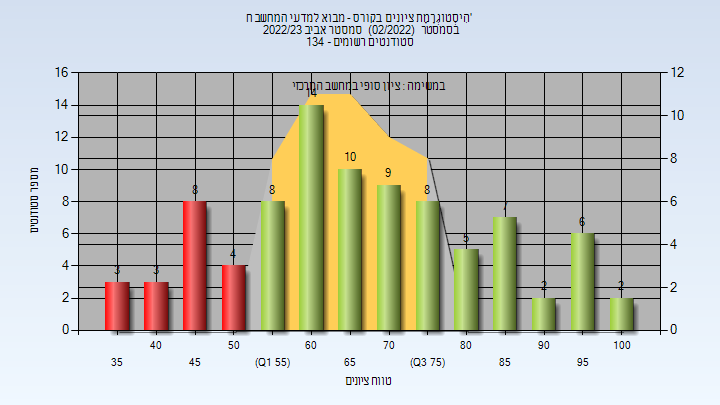 היסטוגרמת ציונים בקורס - מבוא למדעי המחשב ח'
בסמסטר (02/2022) סמסטר אביב 2022/23
סטודנטים רשומים - 134
במשימה : ציון סופי במחשב המרכזי
מספר סטודנטים
16 14 12 10 8 6 4 2 0
12 10 8 6 4 2 0
3 3 8 4 8 14 10 9 8 5 7 2 6 2
40 50 60 70 80 90 100
35 45 (Q1 55) 65 (Q3 75) 85 95
טווח ציונים